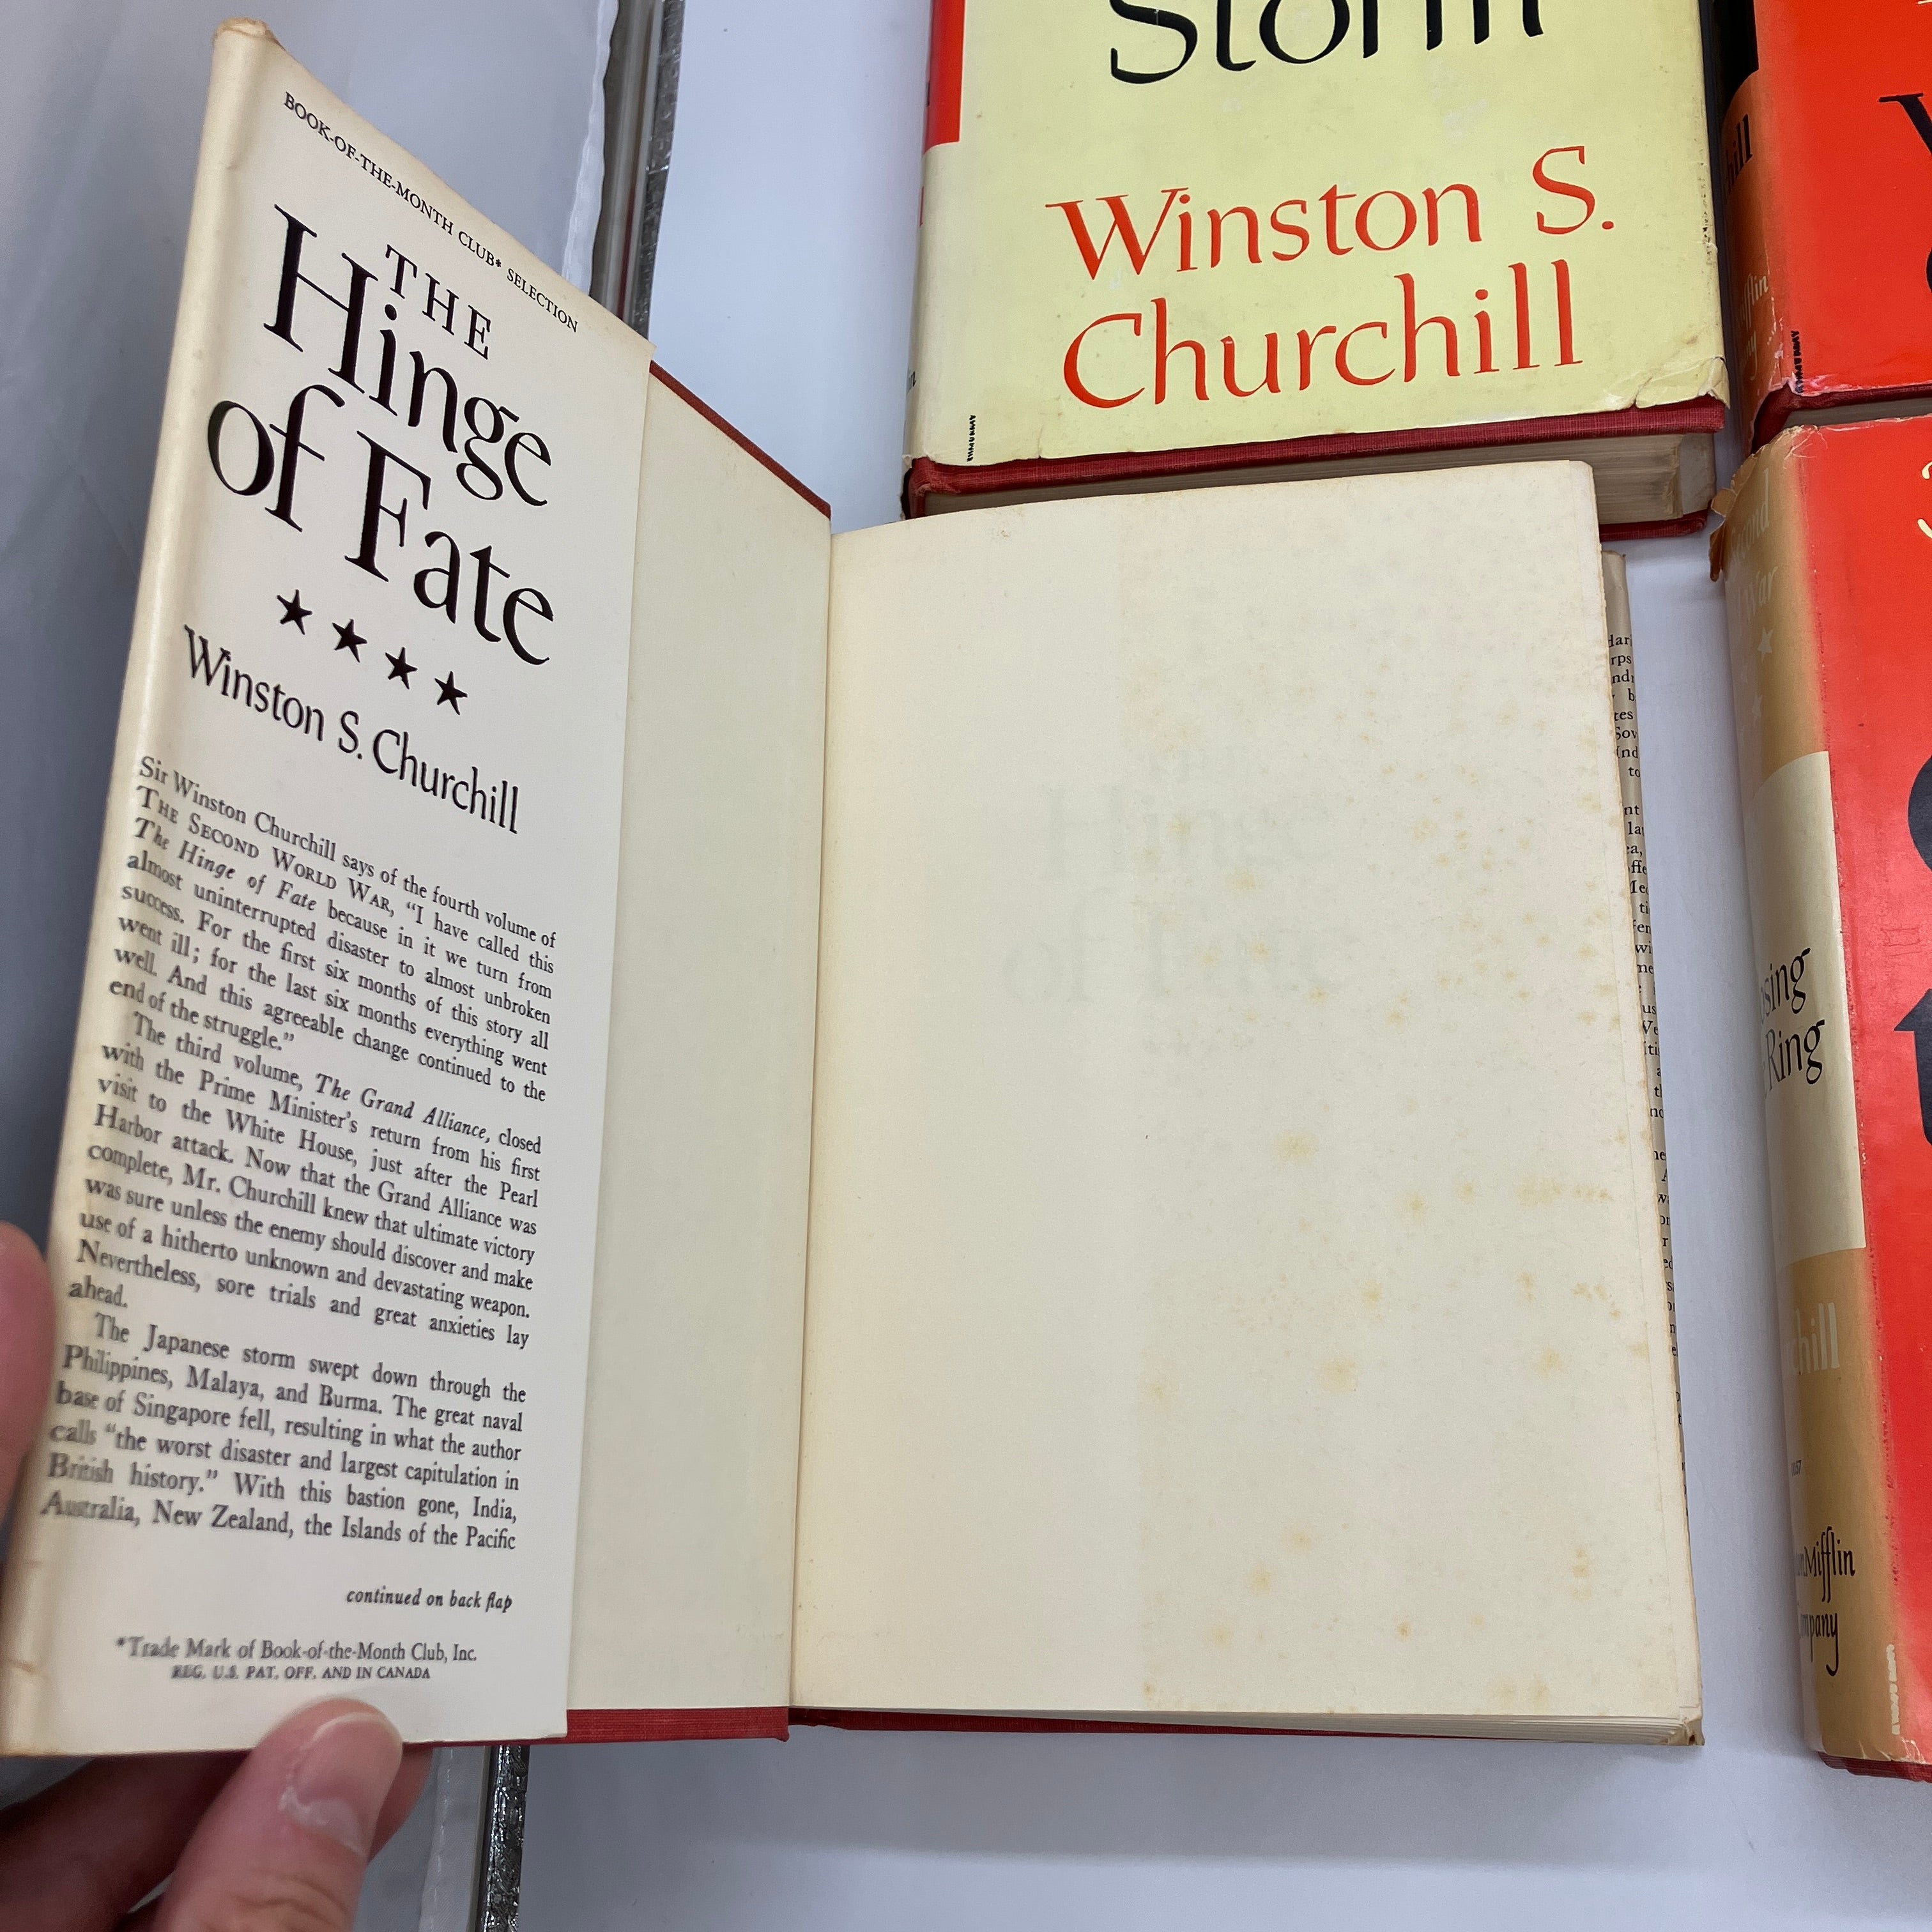 BOOK-OF-THE-MONTH CLUB* SELECTION
THE
Hinge
of Fate
★ ★ ★ ★
Winston S. Churchill
Sir Winston Churchill says of the fourth volume of
THE SECOND WORLD WAR, “I have called this
The Hinge of Fate because in it we turn from
almost uninterrupted disaster to almost unbroken
success. For the first six months of this story all
went ill; for the last six months everything went
well. And this agreeable change continued to the
end of the struggle.”
The third volume, The Grand Alliance, closed
with the Prime Minister’s return from his first
visit to the White House, just after the Pearl
Harbor attack. Now that the Grand Alliance was
complete, Mr. Churchill knew that ultimate victory
was sure unless the enemy should discover and make
use of a hitherto unknown and devastating weapon.
Nevertheless, sore trials and great anxieties lay
ahead.
The Japanese storm swept down through the
Philippines, Malaya, and Burma. The great naval
base of Singapore fell, resulting in what the author
calls “the worst disaster and largest capitulation in
British history.” With this bastion gone, India,
Australia, New Zealand, the Islands of the Pacific
continued on back flap
*Trade Mark of Book-of-the-Month Club, Inc.
REG. U.S. PAT. OFF. AND IN CANADA
Storm
Winston S.
Churchill
War
Ring
Mifflin